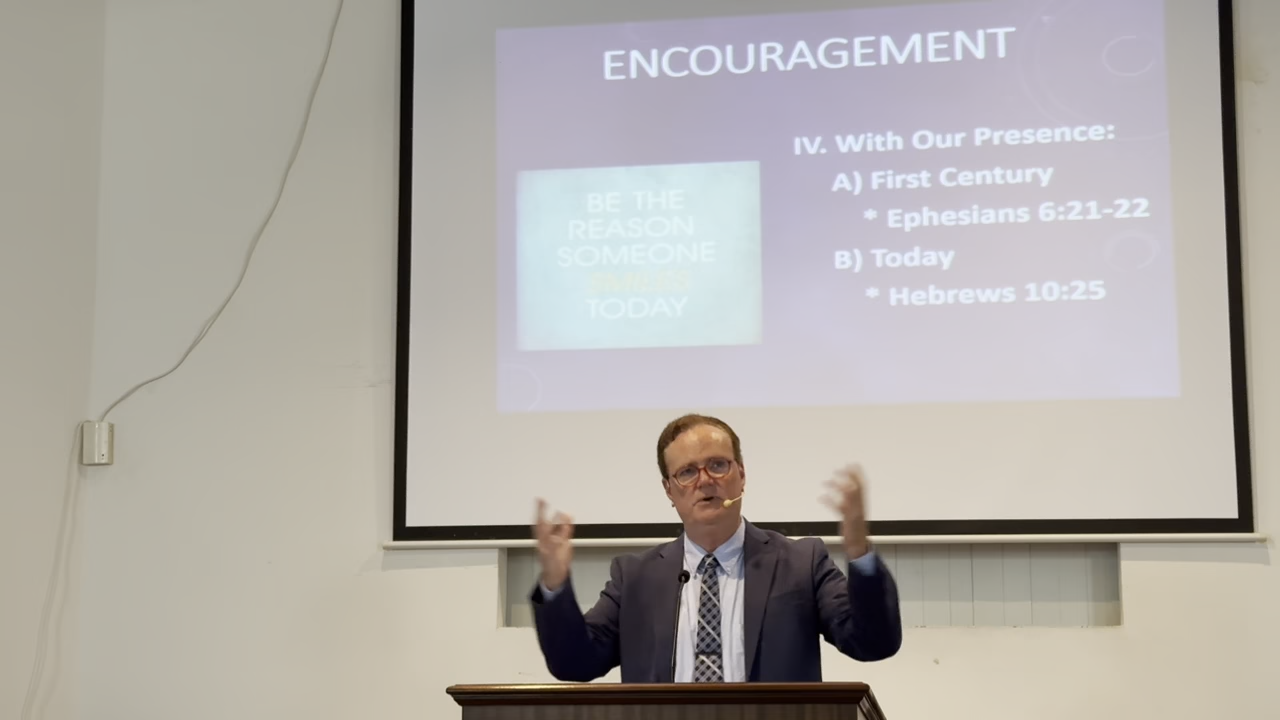 ENCOURAGEMENT
BE THE
REASON
SOMEONE
SMILES
TODAY
IV. With Our Presence:
A) First Century
* Ephesians 6:21-22
B) Today
* Hebrews 10:25